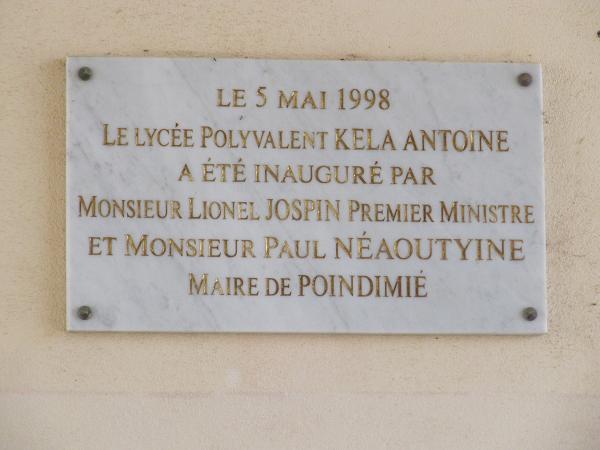 LE 5 MAI 1998
LE LYCÉE POLYVALENT KELA ANTOINE
A ÉTÉ INAUGURÉ PAR
MONSIEUR LIONEL JOSPIN PREMIER MINISTRE
ET MONSIEUR PAUL NÉAOUTYINE
MAIRE DE POINDIMIÉ